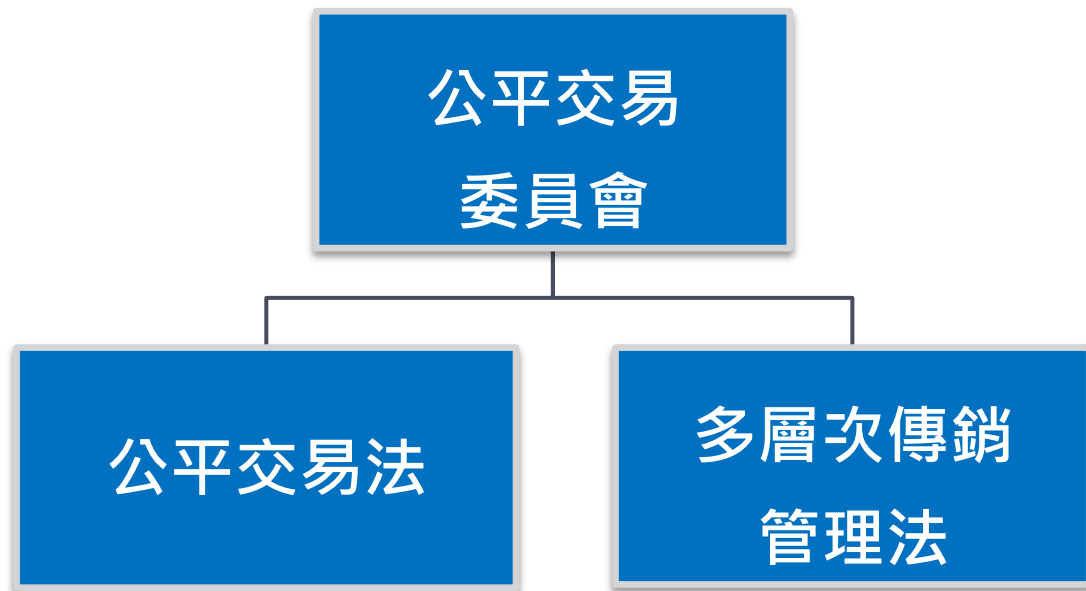 公平交易
委員會
公平交易法
多層次傳銷
管理法